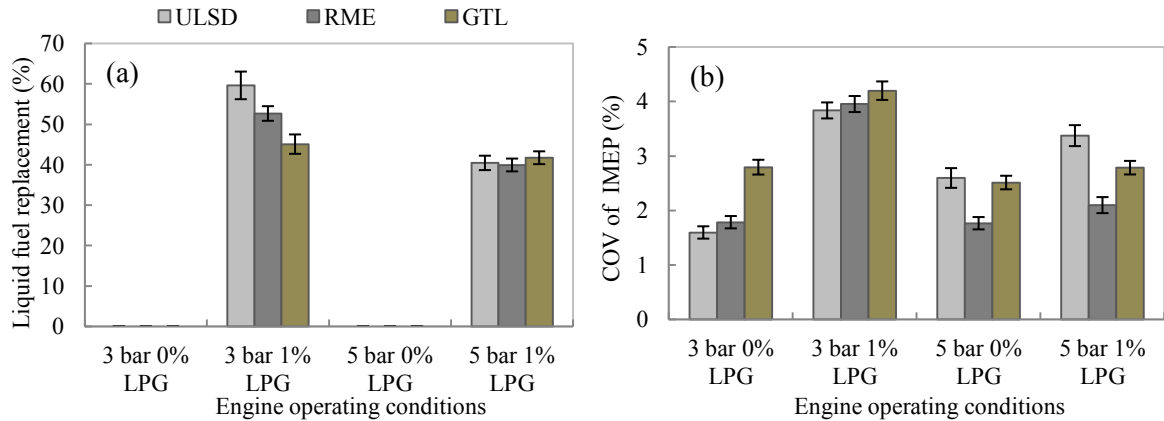 ULSD RME GTL
(a)
Liquid fuel replacement (%)
70
60
50
40
30
20
10
0
3 bar 0% 3 bar 1% 5 bar 0% 5 bar 1%
LPG LPG LPG LPG
Engine operating conditions
(b)
COV of IMEP (%)
5
4
3
2
1
0
3 bar 0% 3 bar 1% 5 bar 0% 5 bar 1%
LPG LPG LPG LPG
Engine operating conditions